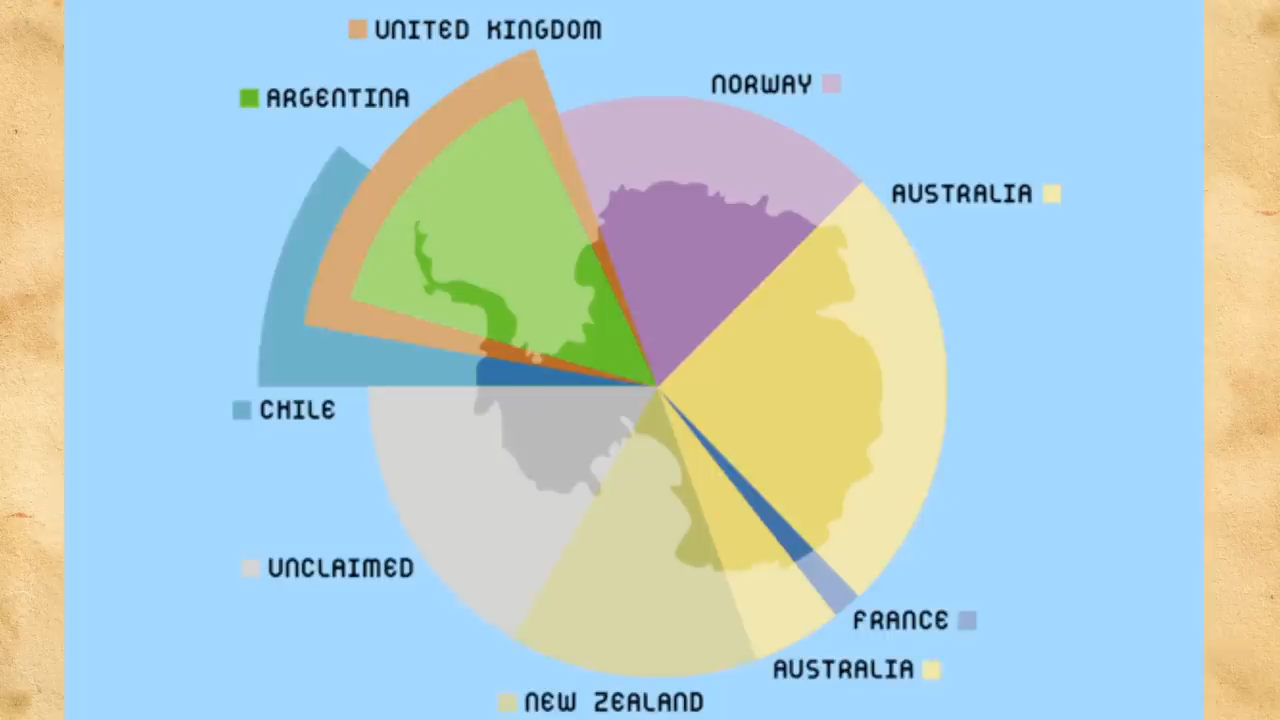 UNITED KINGDOM
NORWAY
ARGENTINA
AUSTRALIA
CHILE
UNCLAIMED
FRANCE
AUSTRALIA
NEW ZEALAND